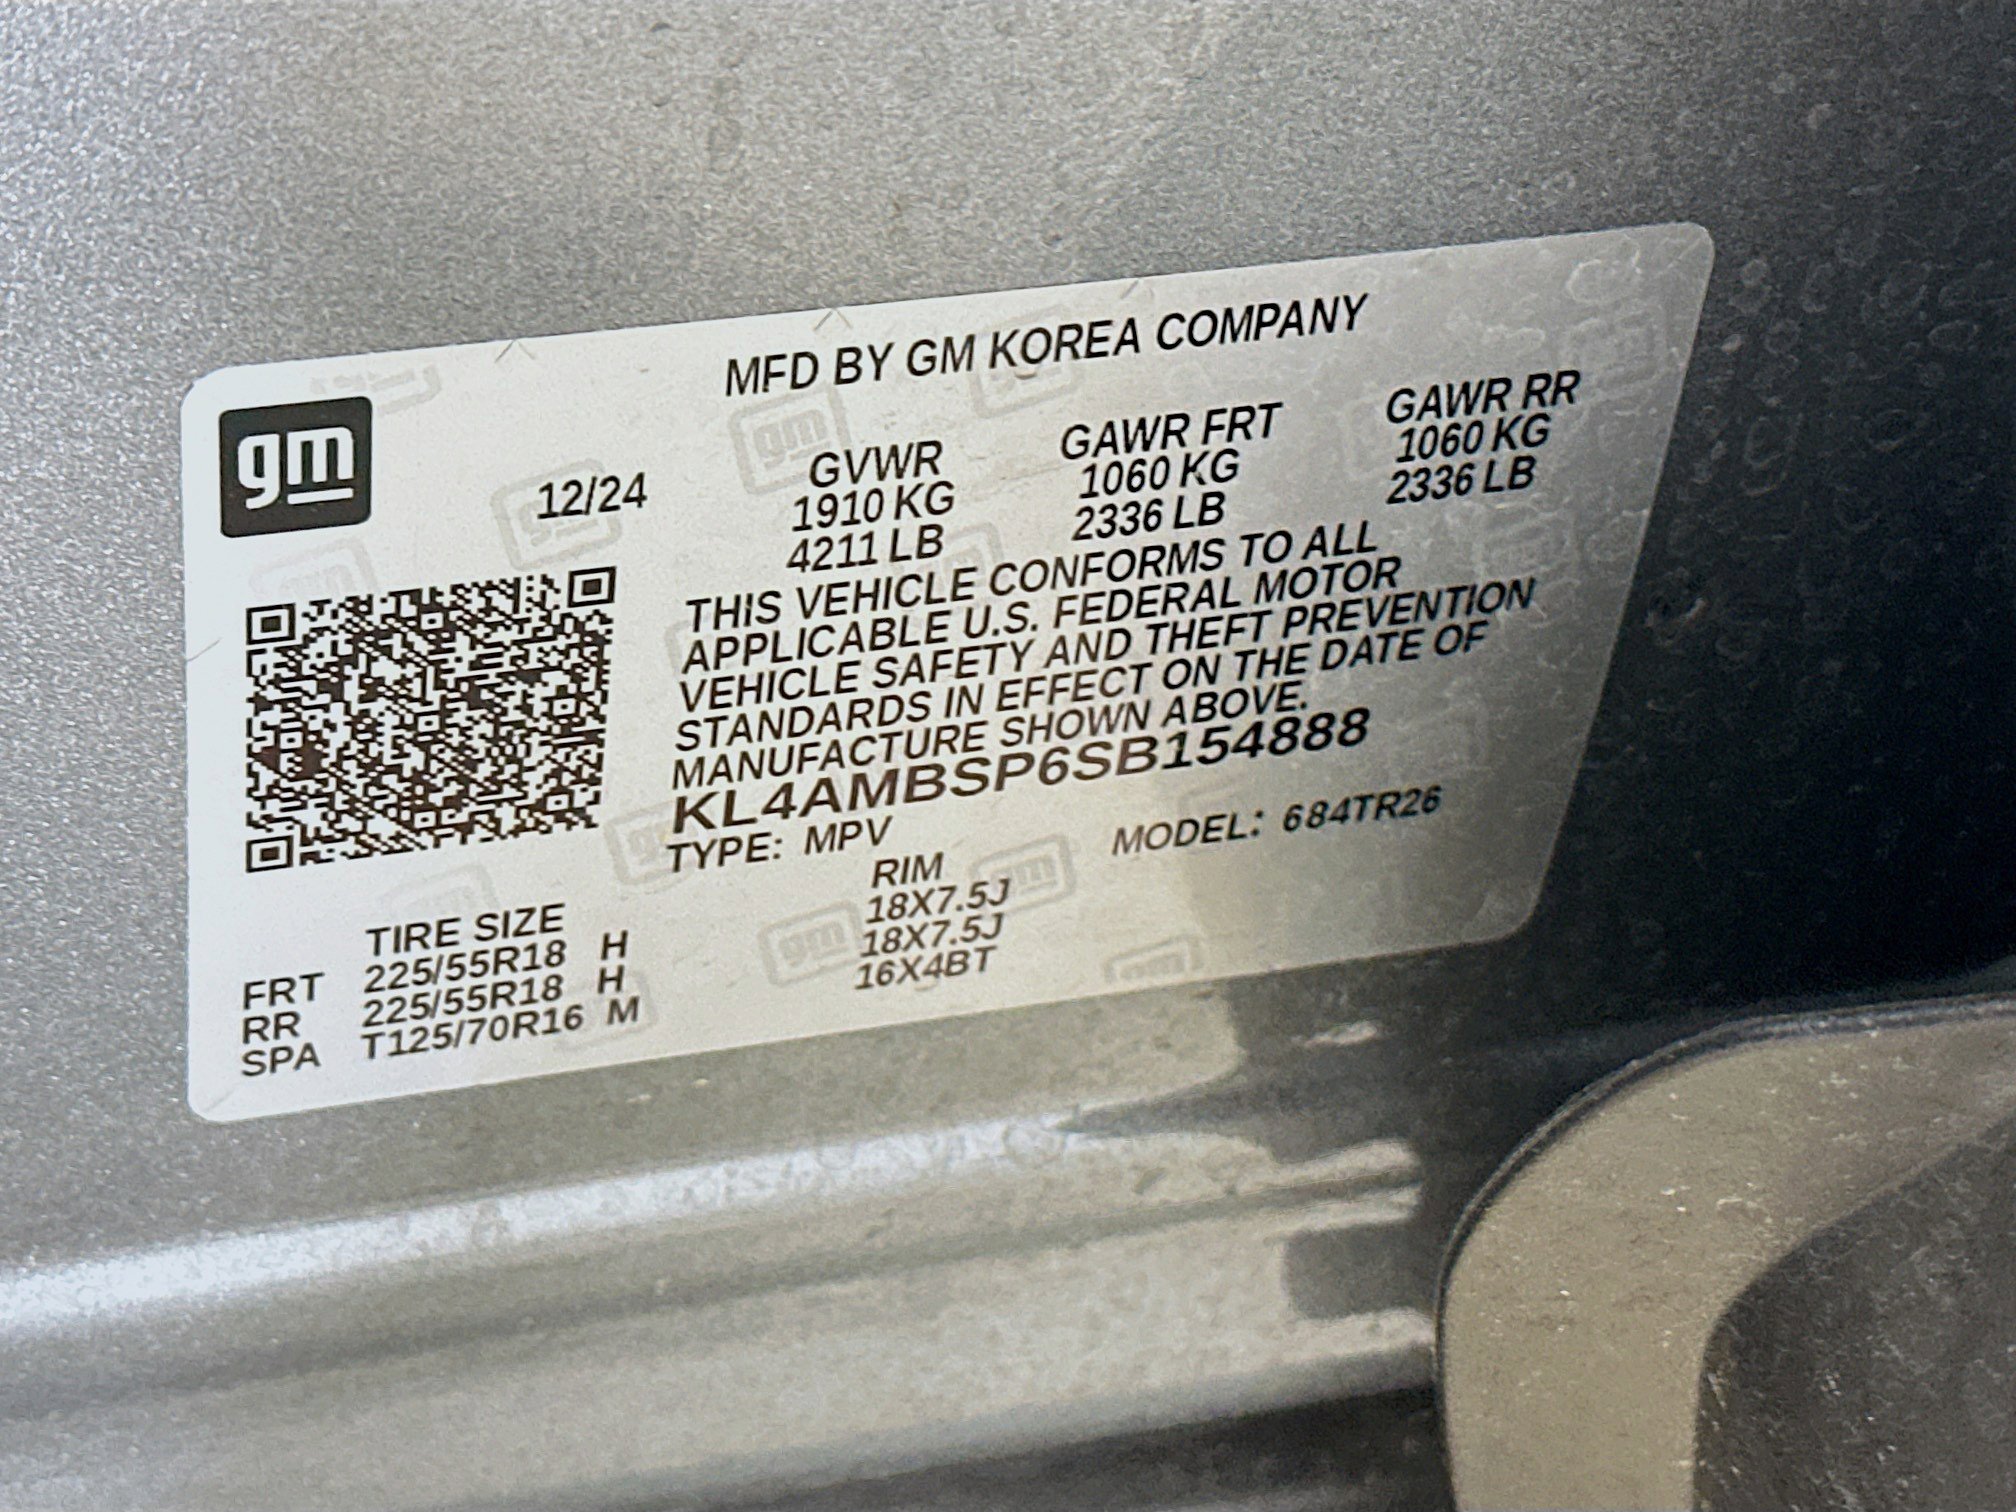 MFD BY GM KOREA COMPANY
gm
12/24
GVWR GAWR FRT GAWR RR
1910 KG 1060 KG 1060 KG
4211 LB 2336 LB 2336 LB
THIS VEHICLE CONFORMS TO ALL
APPLICABLE U.S. FEDERAL MOTOR
VEHICLE SAFETY AND THEFT PREVENTION
STANDARDS IN EFFECT ON THE DATE OF
MANUFACTURE SHOWN ABOVE.
KL4AMBSP6SB154888
TYPE: MPV MODEL: 684TR26
TIRE SIZE RIM
FRT 225/55R18 H 18X7.5J
RR 225/55R18 H 18X7.5J
SPA T125/70R16 M 16X4BT